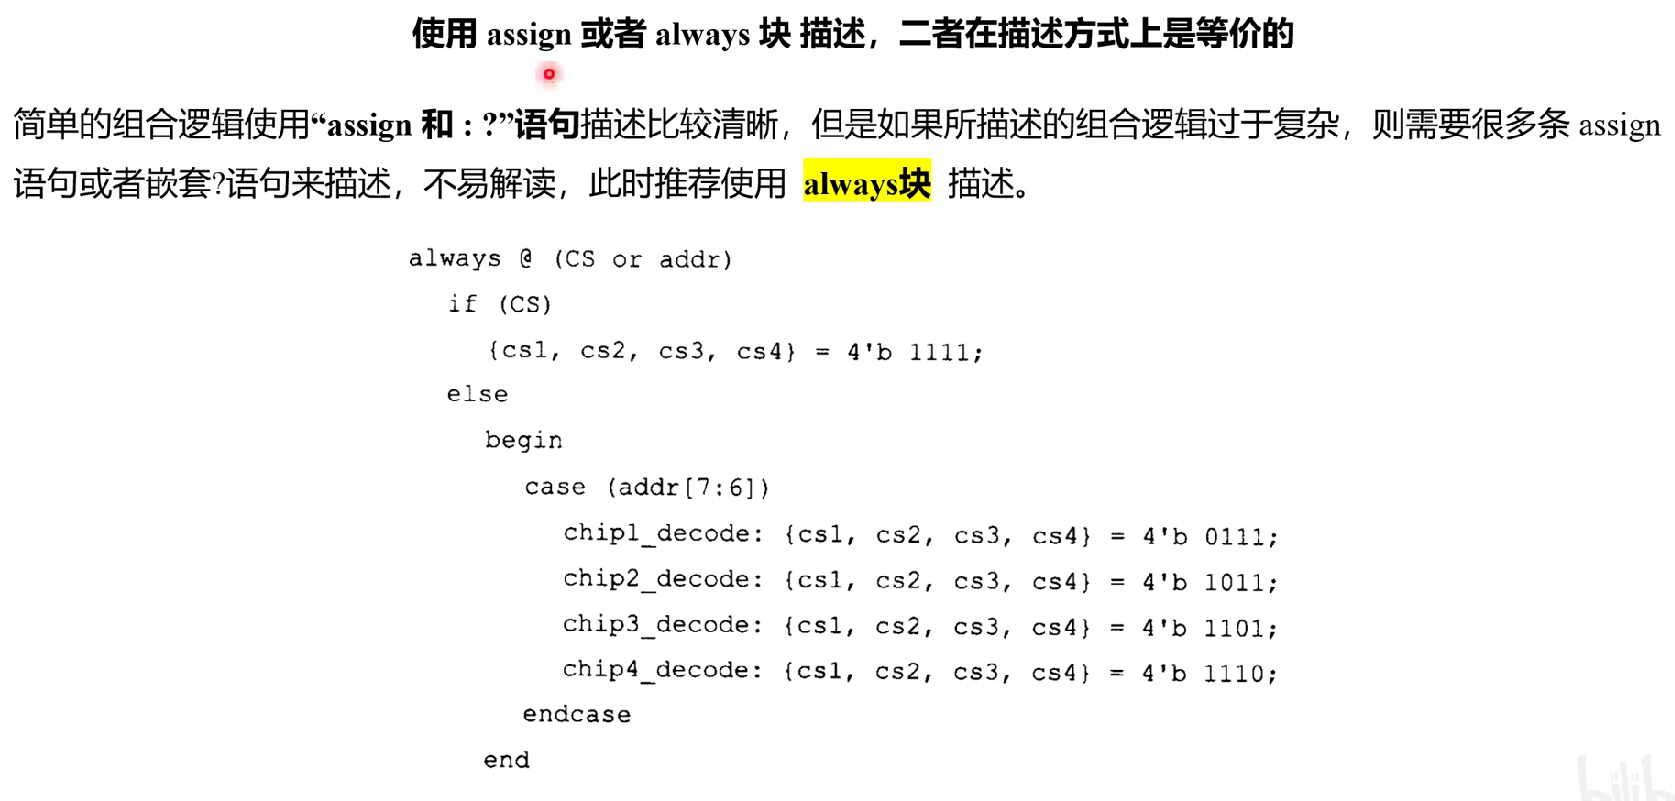 使用 assign 或者 always 块 描述，二者在描述方式上是等价的
简单的组合逻辑使用“assign 和 : ?”语句描述比较清晰，但是如果所描述的组合逻辑过于复杂，则需要很多条 assign
语句或者嵌套?语句来描述，不易解读，此时推荐使用 always块 描述。
always @ (CS or addr)
if (CS)
{cs1, cs2, cs3, cs4} = 4'b 1111;
else
begin
case (addr[7:6])
chip1_decode: {cs1, cs2, cs3, cs4} = 4'b 0111;
chip2_decode: {cs1, cs2, cs3, cs4} = 4'b 1011;
chip3_decode: {cs1, cs2, cs3, cs4} = 4'b 1101;
chip4_decode: {cs1, cs2, cs3, cs4} = 4'b 1110;
endcase
end